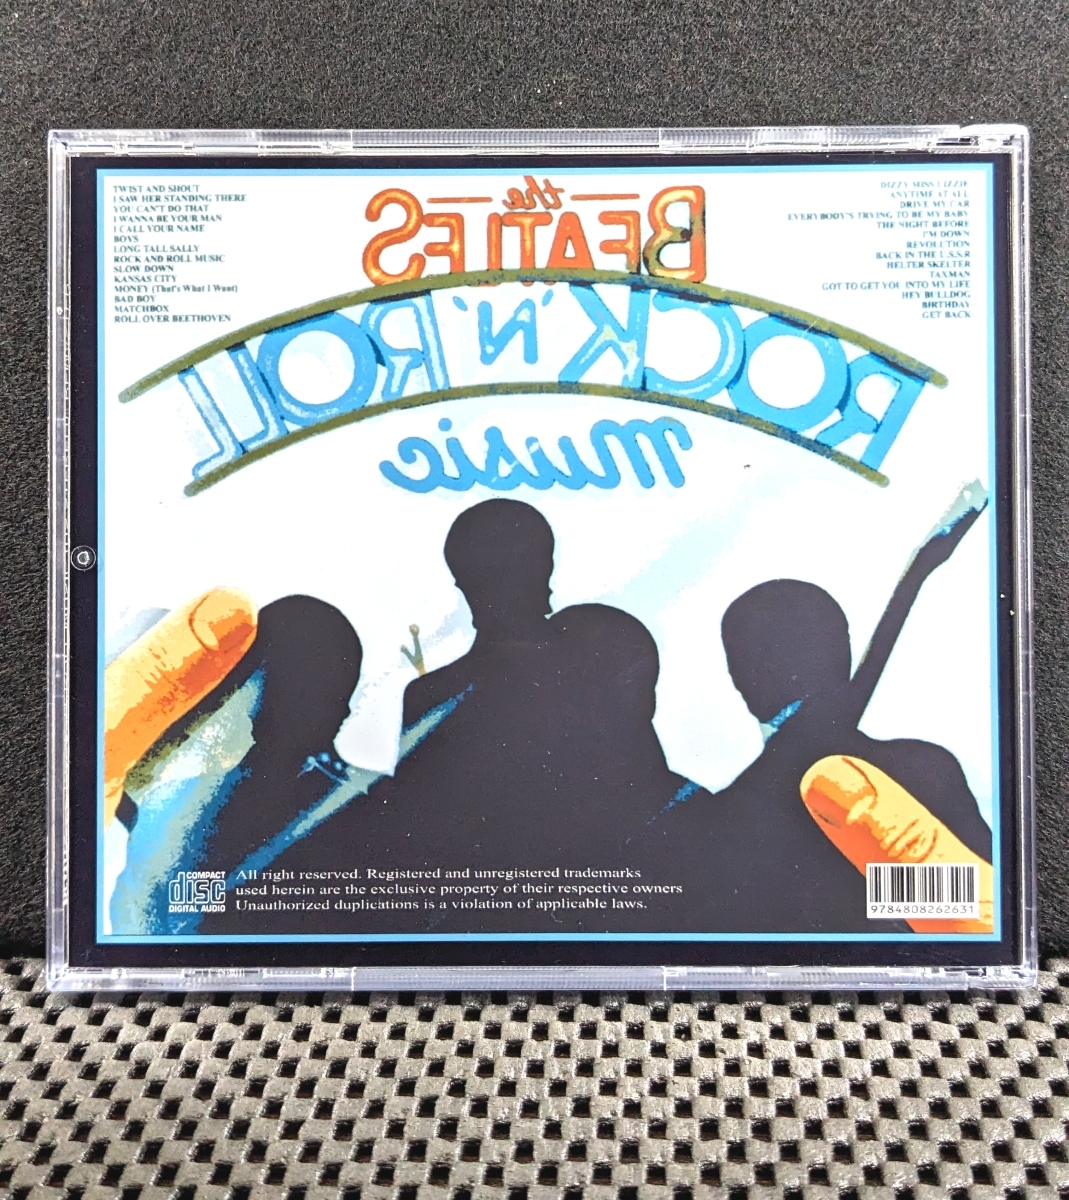 TWIST AND SHOUT
I SAW HER STANDING THERE
YOU CAN'T DO THAT
I WANNA BE YOUR MAN
I CALL YOUR NAME
BOYS
LONG TALL SALLY
ROCK AND ROLL MUSIC
SLOW DOWN
KANSAS CITY
MONEY (That's What I Want)
BAD BOY
MATCHBOX
ROLL OVER BEETHOVEN
DIZZY MISS LIZZIE
ANYTIME AT ALL
DRIVE MY CAR
EVERYBODY'S TRYING TO BE MY BABY
THE NIGHT BEFORE
I'M DOWN
REVOLUTION
BACK IN THE U.S.S.R
HELTER SKELTER
TAXMAN
GOT TO GET YOU INTO MY LIFE
HEY BULLDOG
BIRTHDAY
GET BACK
the
BEATLES
ROCK 'N' ROLL
music
COMPACT
disc
DIGITAL AUDIO
All right reserved. Registered and unregistered trademarks
used herein are the exclusive property of their respective owners
Unauthorized duplications is a violation of applicable laws.
9784808262631